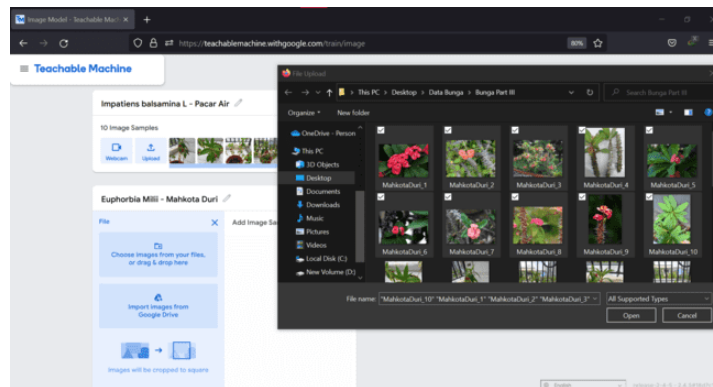 Image Model - Teachable Mach
https://teachablemachine.withgoogle.com/train/image
80%
Teachable Machine
Impatiens balsamina L - Pacar Air
10 Image Samples
Webcam
Upload
Euphorbia Milii - Mahkota Duri
File
Add Image Sa
Choose images from your files,
or drag & drop here
Import images from
Google Drive
Images will be cropped to square
File Upload
This PC > Desktop > Data Bunga > Bunga Part III
Search Bunga Part III
Organize
New folder
OneDrive - Person
This PC
3D Objects
Desktop
Documents
Downloads
Music
Pictures
Videos
Local Disk (C:)
New Volume (D:)
MahkotaDuri_1
MahkotaDuri_2
MahkotaDuri_3
MahkotaDuri_4
MahkotaDuri_5
MahkotaDuri_6
MahkotaDuri_7
MahkotaDuri_8
MahkotaDuri_9
MahkotaDuri_10
File name:
"MahkotaDuri_10" "MahkotaDuri_1" "MahkotaDuri_2" "MahkotaDuri_3"
All Supported Types
Open
Cancel
English